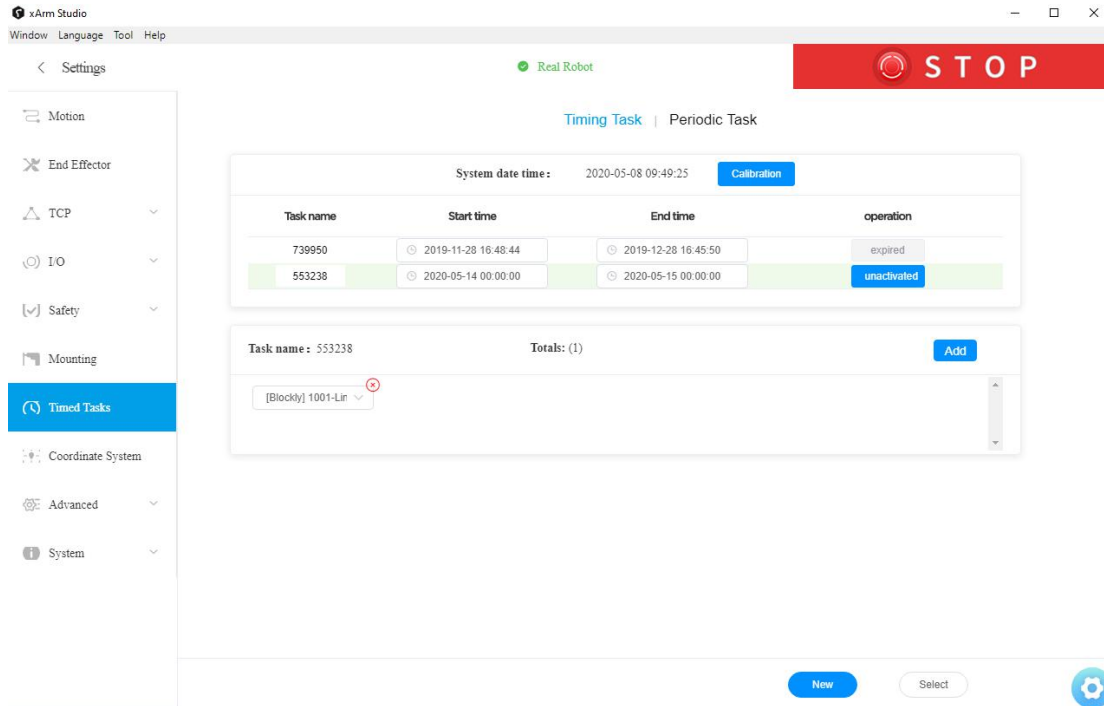 xArm Studio
Window Language Tool Help
Settings
Real Robot
STOP
Motion
End Effector
TCP
I/O
Safety
Mounting
Timed Tasks
Coordinate System
Advanced
System
Timing Task | Periodic Task
System date time: 2020-05-08 09:49:25 Calibration
Task name Start time End time operation
739950 2019-11-28 16:48:44 2019-12-28 16:45:50 expired
553238 2020-05-14 00:00:00 2020-05-15 00:00:00 unactivated
Task name: 553238 Totals: (1) Add
[Blockly] 1001-Lin
New Select